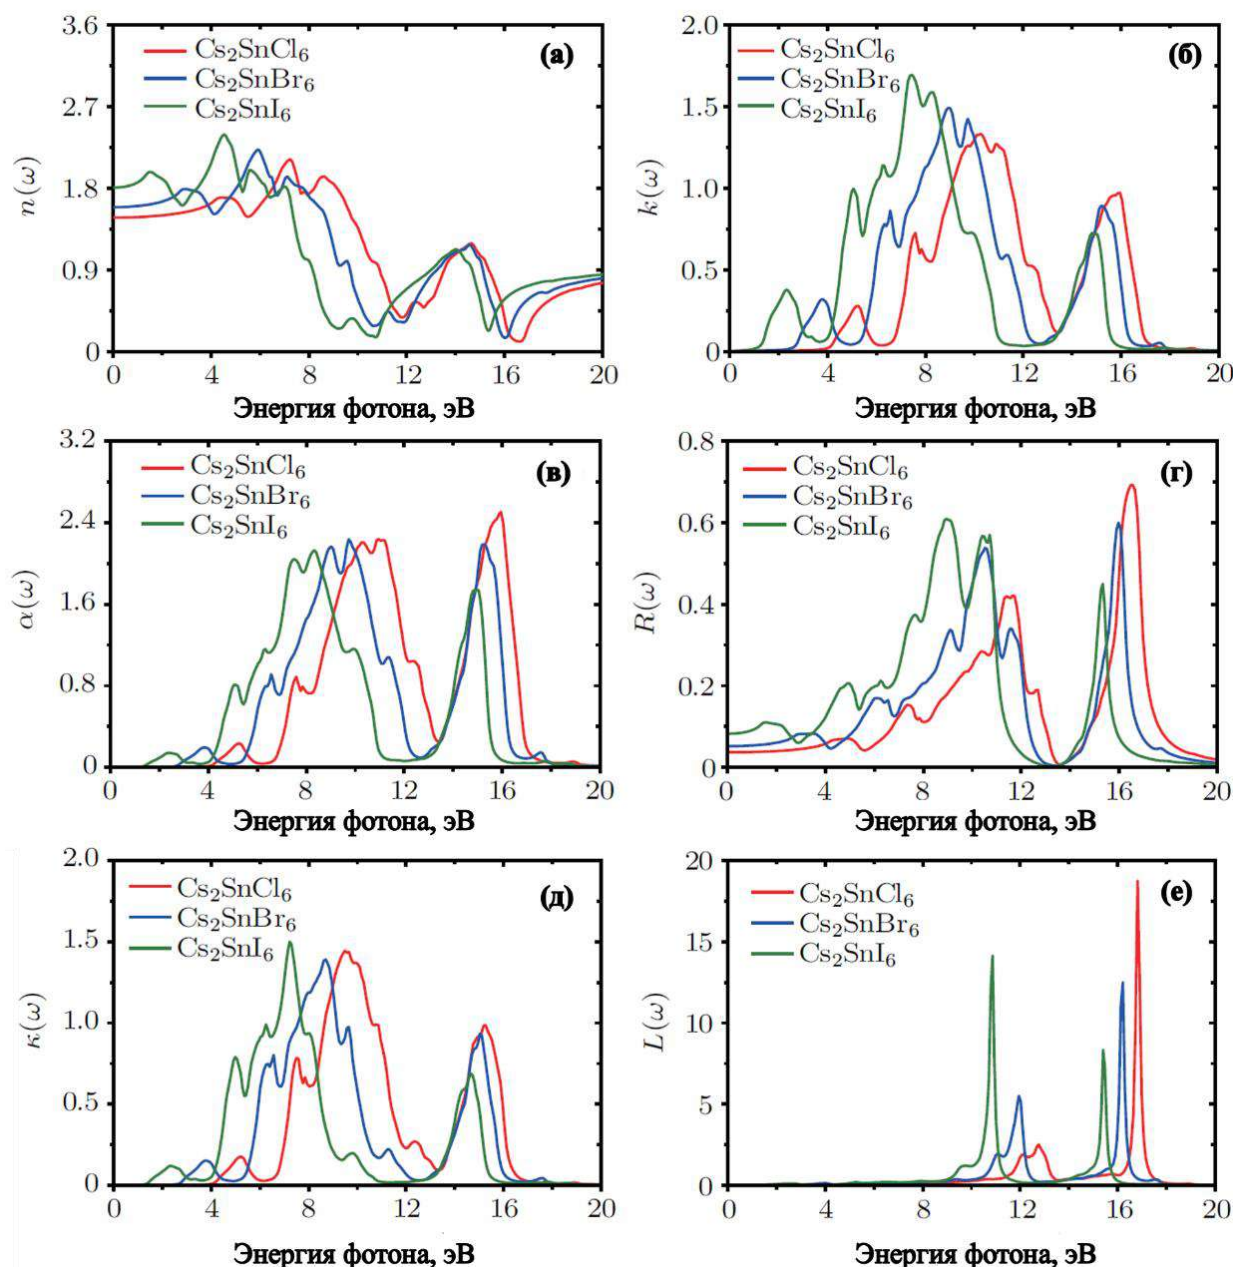 3.6
2.7
1.8
0.9
0
n(ω)
Cs₂SnCl₆
Cs₂SnBr₆
Cs₂SnI₆
(а)
0 4 8 12 16 20
Энергия фотона, эВ
2.0
1.5
1.0
0.5
0
k(ω)
Cs₂SnCl₆
Cs₂SnBr₆
Cs₂SnI₆
(б)
0 4 8 12 16 20
Энергия фотона, эВ
3.2
2.4
1.6
0.8
0
α(ω)
Cs₂SnCl₆
Cs₂SnBr₆
Cs₂SnI₆
(в)
0 4 8 12 16 20
Энергия фотона, эВ
0.8
0.6
0.4
0.2
0
R(ω)
Cs₂SnCl₆
Cs₂SnBr₆
Cs₂SnI₆
(г)
0 4 8 12 16 20
Энергия фотона, эВ
2.0
1.5
1.0
0.5
0
κ(ω)
Cs₂SnCl₆
Cs₂SnBr₆
Cs₂SnI₆
(д)
0 4 8 12 16 20
Энергия фотона, эВ
20
15
10
5
0
L(ω)
Cs₂SnCl₆
Cs₂SnBr₆
Cs₂SnI₆
(е)
0 4 8 12 16 20
Энергия фотона, эВ